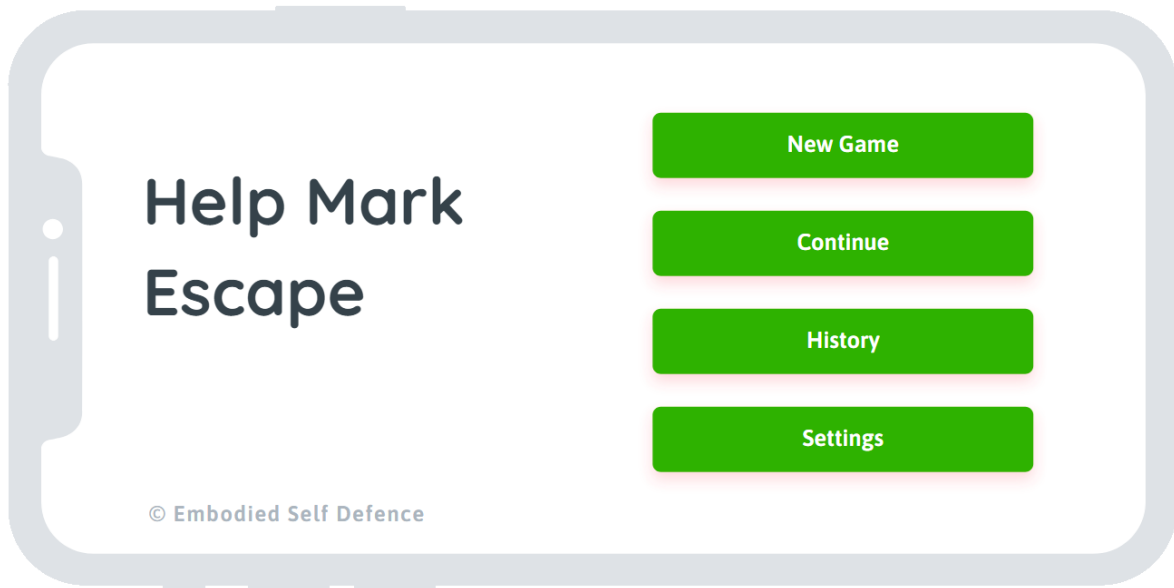 Help Mark
Escape
© Embodied Self Defence
New Game
Continue
History
Settings